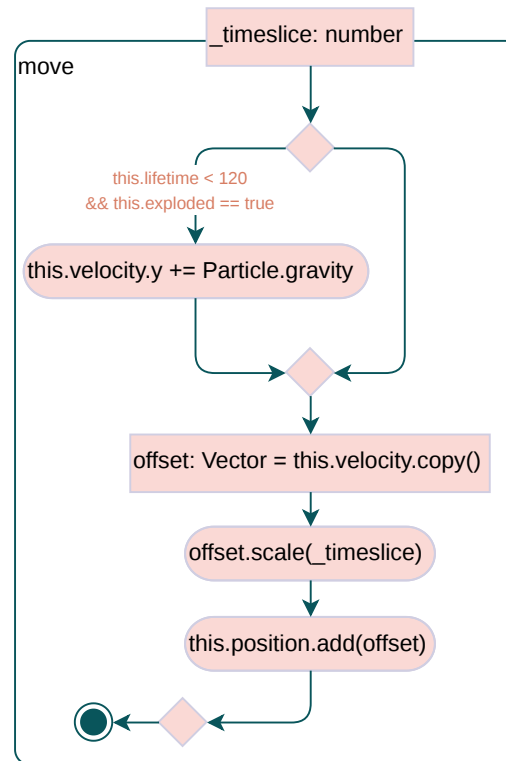 _timeslice: number
move
this.lifetime < 120
&& this.exploded == true
this.velocity.y += Particle.gravity
offset: Vector = this.velocity.copy()
offset.scale(_timeslice)
this.position.add(offset)